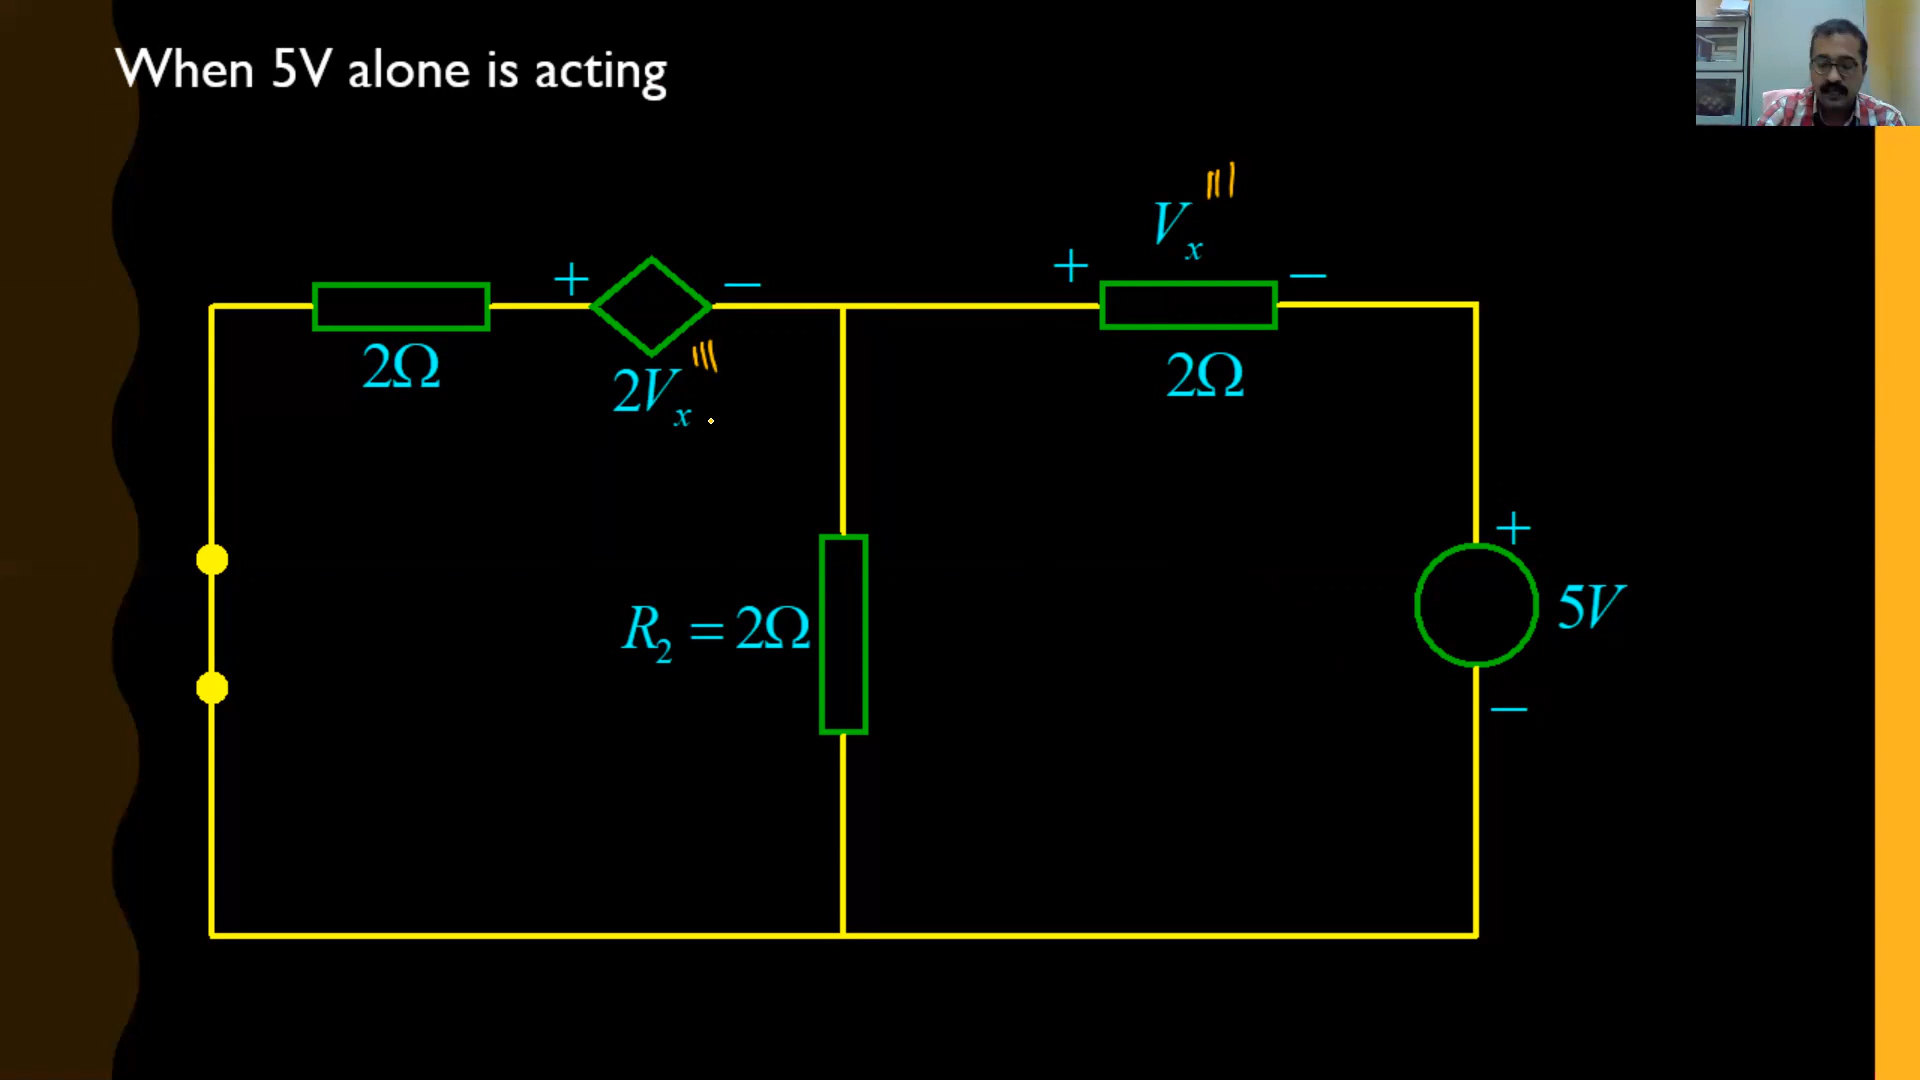 When 5V alone is acting
V_x'''
+ −
+ −
2Ω
2V_x'''
2Ω
+
R_2 = 2Ω
5V
−